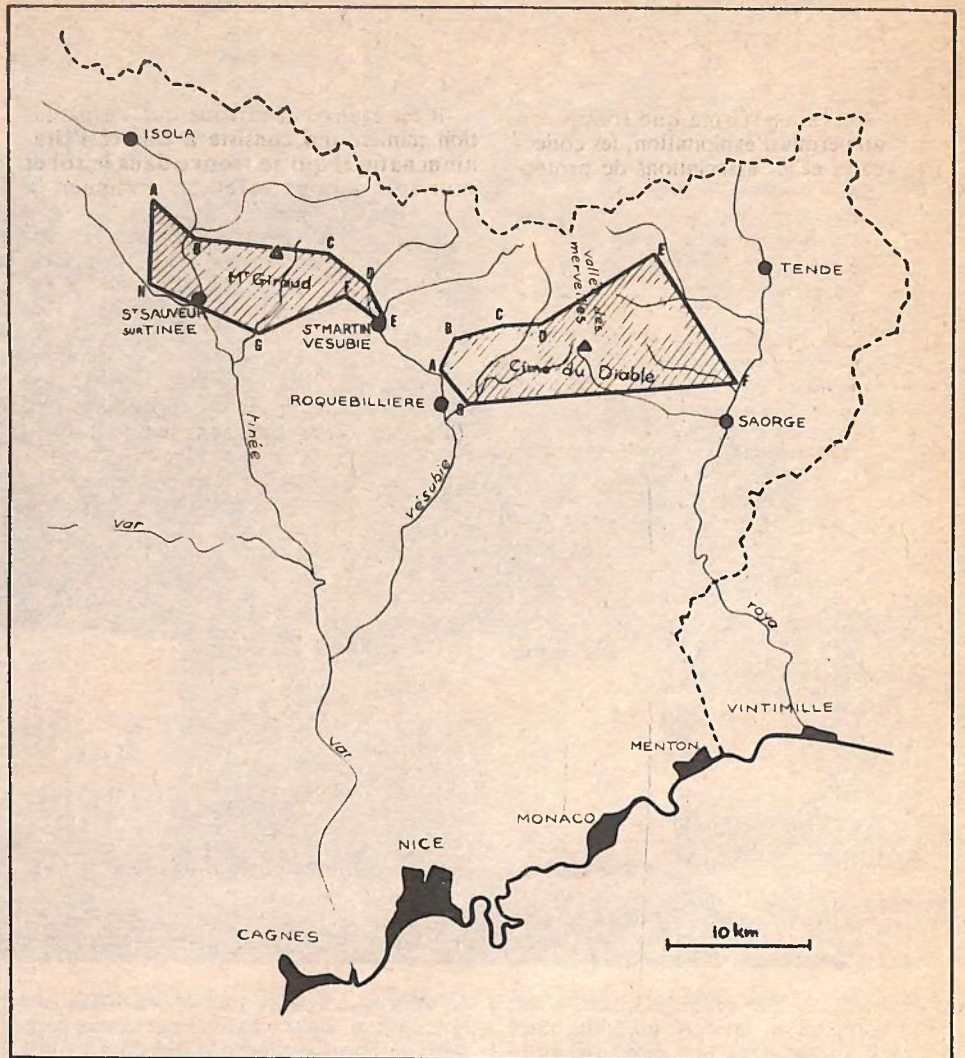 ISOLA
A
B
C
D
E
F
G
N
Mᵗ Giraud
Sᵗ SAUVEUR
SUR TINEE
Sᵗ MARTIN
VESUBIE
A
B
C
D
E
F
G
vallée des
merveilles
Cime du Diable
TENDE
ROQUEBILLIERE
SAORGE
tinée
vésubie
var
roya
VINTIMILLE
MENTON
var
MONACO
NICE
CAGNES
10 km